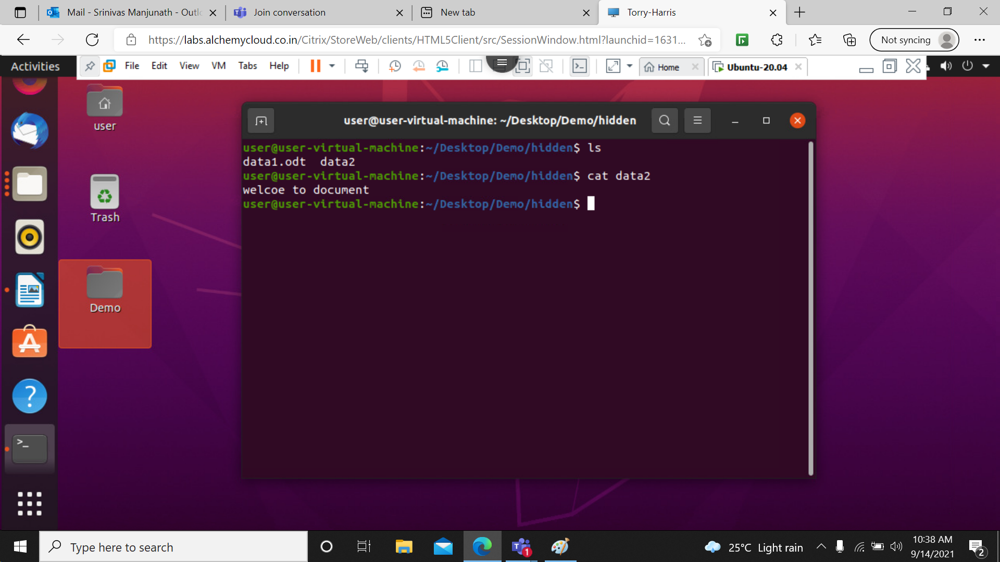 Mail - Srinivas Manjunath - Outl
Join conversation
New tab
Torry-Harris
https://labs.alchemycloud.co.in/Citrix/StoreWeb/clients/HTML5Client/src/SessionWindow.html?launchid=1631...
Not syncing
Activities
File Edit View VM Tabs Help
Home
Ubuntu-20.04
user
Trash
Demo
user@user-virtual-machine: ~/Desktop/Demo/hidden
user@user-virtual-machine:~/Desktop/Demo/hidden$ ls
data1.odt data2
user@user-virtual-machine:~/Desktop/Demo/hidden$ cat data2
welcoe to document
user@user-virtual-machine:~/Desktop/Demo/hidden$
Type here to search
1
25°C Light rain
10:38 AM
9/14/2021
2